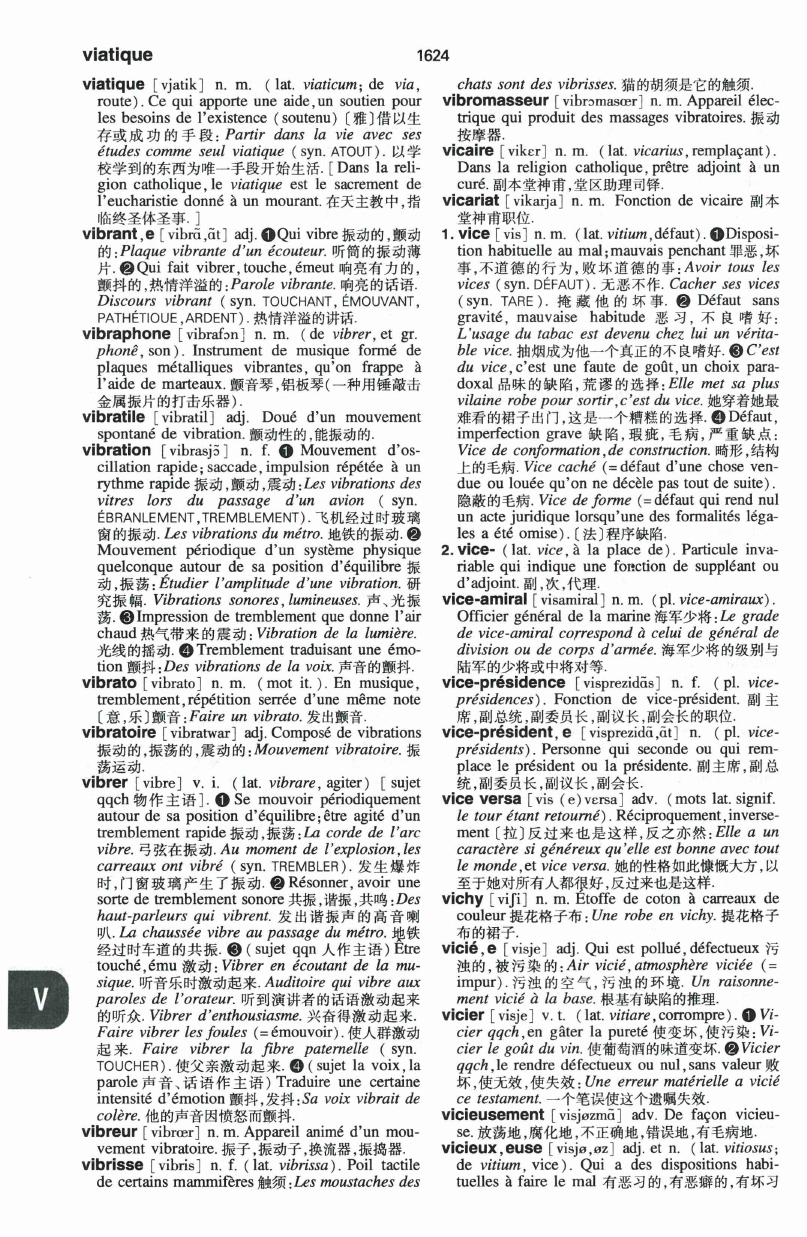 viatique
1624
viatique [vjatik] n. m. (lat. viaticum; de via,
route). Ce qui apporte une aide, un soutien pour
les besoins de l'existence (soutenu) 〔雅〕借以生
存或成功的手段: Partir dans la vie avec ses
études comme seul viatique (syn. ATOUT). 以学
校学到的东西为唯一手段开始生活. [Dans la reli-
gion catholique, le viatique est le sacrement de
l'eucharistie donné à un mourant. 在天主教中,指
临终圣体圣事.]
vibrant, e [vibrɑ̃, ɑ̃t] adj. ❶Qui vibre 振动的,颤动
的: Plaque vibrante d'un écouteur. 听筒的振动薄
片. ❷Qui fait vibrer, touche, émeut 响亮有力的,
颤抖的,热情洋溢的: Parole vibrante. 响亮的话语.
Discours vibrant (syn. TOUCHANT, ÉMOUVANT,
PATHÉTIQUE, ARDENT). 热情洋溢的讲话.
vibraphone [vibrafɔn] n. m. (de vibrer, et gr.
phonê, son). Instrument de musique formé de
plaques métalliques vibrantes, qu'on frappe à
l'aide de marteaux. 颤音琴,铝板琴(一种用锤敲击
金属振片的打击乐器).
vibratile [vibratil] adj. Doué d'un mouvement
spontané de vibration. 颤动性的,能振动的.
vibration [vibrasjɔ̃] n. f. ❶ Mouvement d'os-
cillation rapide; saccade, impulsion répétée à un
rythme rapide 振动,颤动,震动: Les vibrations des
vitres lors du passage d'un avion (syn.
ÉBRANLEMENT, TREMBLEMENT). 飞机经过时玻璃
窗的振动. Les vibrations du métro. 地铁的振动. ❷
Mouvement périodique d'un système physique
quelconque autour de sa position d'équilibre 振
动,振荡: Étudier l'amplitude d'une vibration. 研
究振幅. Vibrations sonores, lumineuses. 声、光振
荡. ❸Impression de tremblement que donne l'air
chaud 热气带来的震动: Vibration de la lumière.
光线的摇动. ❹Tremblement traduisant une émo-
tion 颤抖: Des vibrations de la voix. 声音的颤抖.
vibrato [vibrato] n. m. (mot it.). En musique,
tremblement, répétition serrée d'une même note
〔意,乐〕颤音: Faire un vibrato. 发出颤音.
vibratoire [vibratwar] adj. Composé de vibrations
振动的,振荡的,震动的: Mouvement vibratoire. 振
荡运动.
vibrer [vibre] v. i. (lat. vibrare, agiter) [sujet
qqch 物作主语]. ❶ Se mouvoir périodiquement
autour de sa position d'équilibre; être agité d'un
tremblement rapide 振动,振荡: La corde de l'arc
vibre. 弓弦在振动. Au moment de l'explosion, les
carreaux ont vibré (syn. TREMBLER). 发生爆炸
时,门窗玻璃产生了振动. ❷ Résonner, avoir une
sorte de tremblement sonore 共振,谐振,共鸣: Des
haut-parleurs qui vibrent. 发出谐振声的高音喇
叭. La chaussée vibre au passage du métro. 地铁
经过时车道的共振. ❸ (sujet qqn 人作主语) Être
touché, ému 激动: Vibrer en écoutant de la mu-
sique. 听音乐时激动起来. Auditoire qui vibre aux
paroles de l'orateur. 听到演讲者的话语激动起来
的听众. Vibrer d'enthousiasme. 兴奋得激动起来.
Faire vibrer les foules (= émouvoir). 使人群激动
起来. Faire vibrer la fibre paternelle (syn.
TOUCHER). 使父亲激动起来. ❹ (sujet la voix, la
parole 声音、话语作主语) Traduire une certaine
intensité d'émotion 颤抖,发抖: Sa voix vibrait de
colère. 他的声音因愤怒而颤抖.
vibreur [vibrœr] n. m. Appareil animé d'un mou-
vement vibratoire. 振子,振动子,换流器,振捣器.
vibrisse [vibris] n. f. (lat. vibrissa). Poil tactile
de certains mammifères 触须: Les moustaches des
chats sont des vibrisses. 猫的胡须是它的触须.
vibromasseur [vibrɔmasœr] n. m. Appareil élec-
trique qui produit des massages vibratoires. 振动
按摩器.
vicaire [vikɛr] n. m. (lat. vicarius, remplaçant).
Dans la religion catholique, prêtre adjoint à un
curé. 副本堂神甫,堂区助理司铎.
vicariat [vikarja] n. m. Fonction de vicaire 副本
堂神甫职位.
1. vice [vis] n. m. (lat. vitium, défaut). ❶Disposi-
tion habituelle au mal; mauvais penchant 罪恶,坏
事,不道德的行为,败坏道德的事: Avoir tous les
vices (syn. DÉFAUT). 无恶不作. Cacher ses vices
(syn. TARE). 掩藏他的坏事. ❷ Défaut sans
gravité, mauvaise habitude 恶习,不良嗜好:
L'usage du tabac est devenu chez lui un vérita-
ble vice. 抽烟成为他一个真正的不良嗜好. ❸ C'est
du vice, c'est une faute de goût, un choix para-
doxal 品味的缺陷,荒谬的选择: Elle met sa plus
vilaine robe pour sortir, c'est du vice. 她穿着她最
难看的裙子出门,这是一个糟糕的选择. ❹ Défaut,
imperfection grave 缺陷,瑕疵,毛病,严重缺点:
Vice de conformation, de construction. 畸形,结构
上的毛病. Vice caché (= défaut d'une chose ven-
due ou louée qu'on ne décèle pas tout de suite).
隐蔽的毛病. Vice de forme (= défaut qui rend nul
un acte juridique lorsqu'une des formalités léga-
les a été omise). 〔法〕程序缺陷.
2. vice- (lat. vice, à la place de). Particule inva-
riable qui indique une fonction de suppléant ou
d'adjoint. 副,次,代理.
vice-amiral [visamiral] n. m. (pl. vice-amiraux).
Officier général de la marine 海军少将: Le grade
de vice-amiral correspond à celui de général de
division ou de corps d'armée. 海军少将的级别与
陆军的少将或中将对等.
vice-présidence [visprezidɑ̃s] n. f. (pl. vice-
présidences). Fonction de vice-président. 副主
席,副总统,副委员长,副议长,副会长的职位.
vice-président, e [visprezidɑ̃, ɑ̃t] n. (pl. vice-
présidents). Personne qui seconde ou qui rem-
place le président ou la présidente. 副主席,副总
统,副委员长,副议长,副会长.
vice versa [vis(e)vɛrsa] adv. (mots lat. signif.
le tour étant retourné). Réciproquement, inverse-
ment 〔拉〕反过来也是这样,反之亦然: Elle a un
caractère si généreux qu'elle est bonne avec tout
le monde, et vice versa. 她的性格如此慷慨大方,以
至于她对所有人都很好,反过来也是这样.
vichy [viʃi] n. m. Étoffe de coton à carreaux de
couleur 提花格子布: Une robe en vichy. 提花格子
布的裙子.
vicié, e [visje] adj. Qui est pollué, défectueux 污
浊的,被污染的: Air vicié, atmosphère viciée (=
impur). 污浊的空气,污浊的环境. Un raisonne-
ment vicié à la base. 根基有缺陷的推理.
vicier [visje] v. t. (lat. vitiare, corrompre). ❶ Vi-
cier qqch, en gâter la pureté 使变坏,使污染: Vi-
cier le goût du vin. 使葡萄酒的味道变坏. ❷Vicier
qqch, le rendre défectueux ou nul, sans valeur 败
坏,使无效,使失效: Une erreur matérielle a vicié
ce testament. 一个笔误使这个遗嘱失效.
vicieusement [visjøzmɑ̃] adv. De façon vicieu-
se. 放荡地,腐化地,不正确地,错误地,有毛病地.
vicieux, euse [visjø, øz] adj. et n. (lat. vitiosus;
de vitium, vice). Qui a des dispositions habi-
tuelles à faire le mal 有恶习的,有恶癖的,有坏习
V